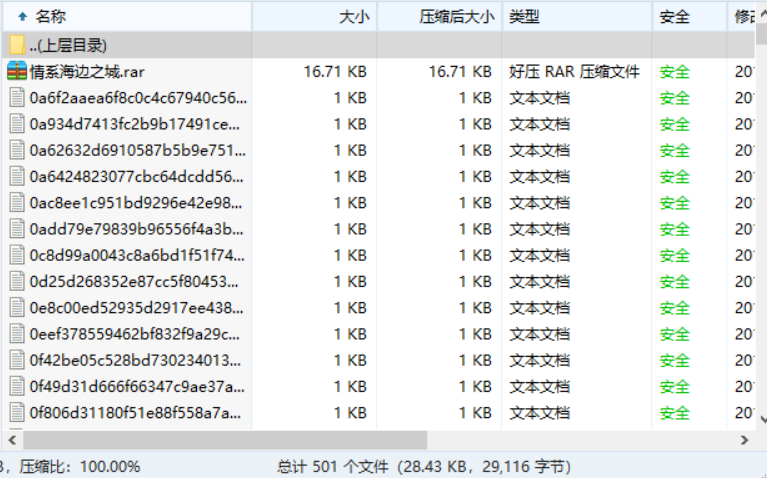 名称 大小 压缩后大小 类型 安全 修改
..(上层目录)
情系海边之城.rar 16.71 KB 16.71 KB 好压 RAR 压缩文件 安全 20
0a6f2aaea6f8c0c4c67940c56... 1 KB 1 KB 文本文档 安全 20
0a934d7413fc2b9b17491ce... 1 KB 1 KB 文本文档 安全 20
0a62632d6910587b5b9e751... 1 KB 1 KB 文本文档 安全 20
0a6424823077cbc64dcdd56... 1 KB 1 KB 文本文档 安全 20
0ac8ee1c951bd9296e42e98... 1 KB 1 KB 文本文档 安全 20
0add79e79839b96556f4a3b... 1 KB 1 KB 文本文档 安全 20
0c8d99a0043c8a6bd1f51f74... 1 KB 1 KB 文本文档 安全 20
0d25d268352e87cc5f80453... 1 KB 1 KB 文本文档 安全 20
0e8c00ed52935d2917ee438... 1 KB 1 KB 文本文档 安全 20
0eef378559462bf832f9a29c... 1 KB 1 KB 文本文档 安全 20
0f42be05c528bd730234013... 1 KB 1 KB 文本文档 安全 20
0f49d31d666f66347c9ae37a... 1 KB 1 KB 文本文档 安全 20
0f806d31180f51e88f558a7a... 1 KB 1 KB 文本文档 安全 20
，压缩比：100.00% 总计 501 个文件（28.43 KB，29,116 字节）